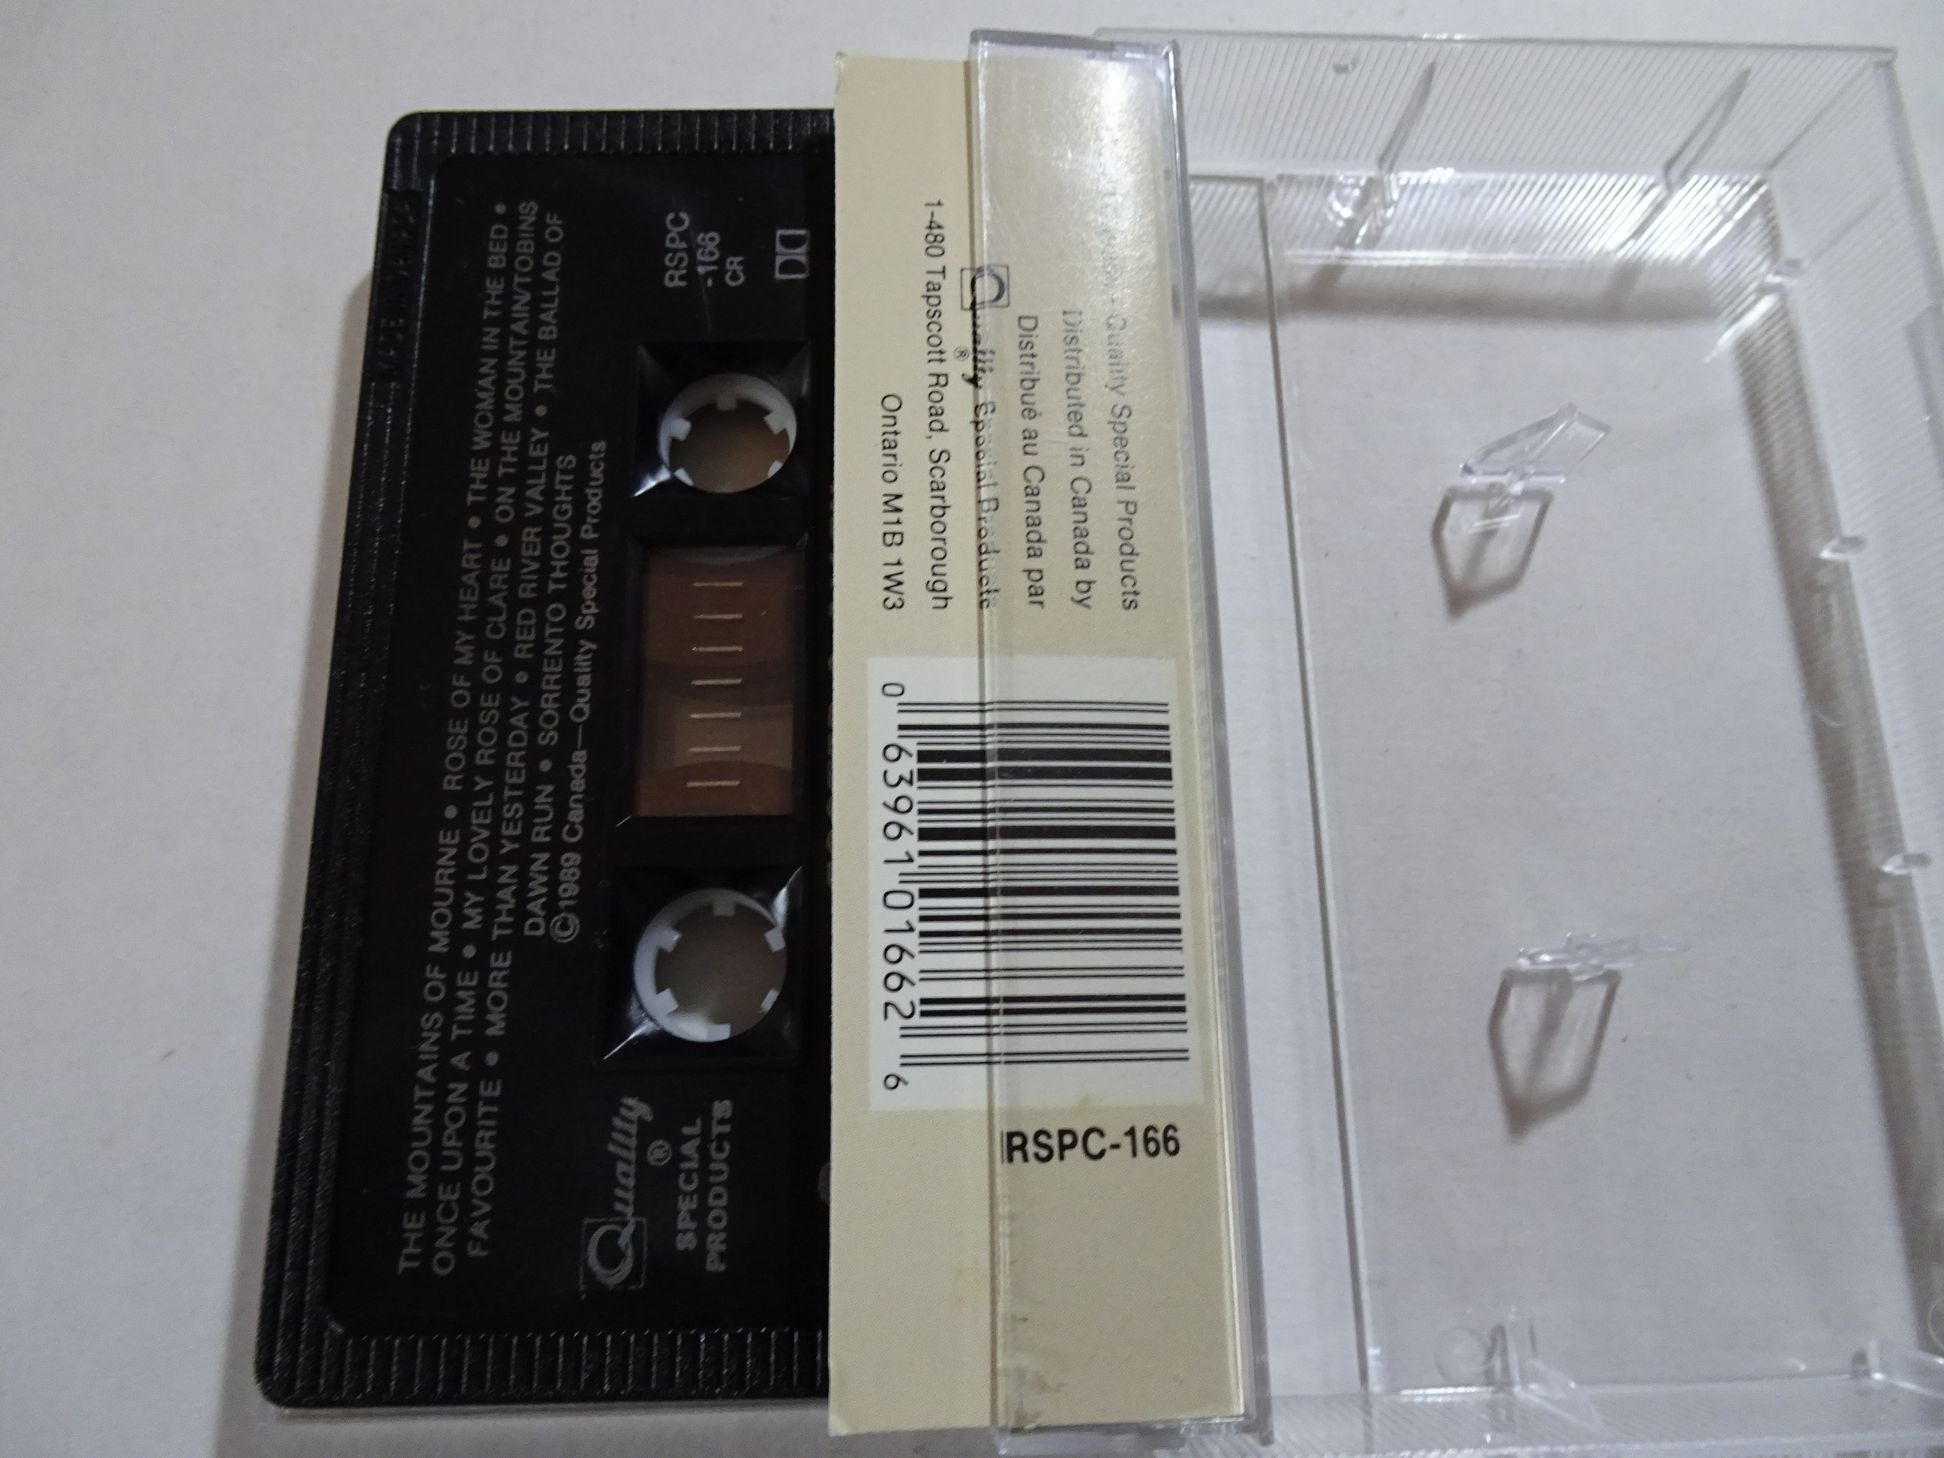 THE MOUNTAINS OF MOURNE • ROSE OF MY HEART • THE WOMAN IN THE BED •
ONCE UPON A TIME • MY LOVELY ROSE OF CLARE • ON THE MOUNTAIN/TOBINS
FAVOURITE • MORE THAN YESTERDAY • RED RIVER VALLEY • THE BALLAD OF
DAWN RUN • SORRENTO THOUGHTS
©1989 Canada—Quality Special Products
Quality
®
SPECIAL
PRODUCTS
RSPC
-166
CR
Quality Special Products
Distributed in Canada by
Distribué au Canada par
Quality Special Products
®
1-480 Tapscott Road, Scarborough
Ontario M1B 1W3
0 63961 01662 6
RSPC-166